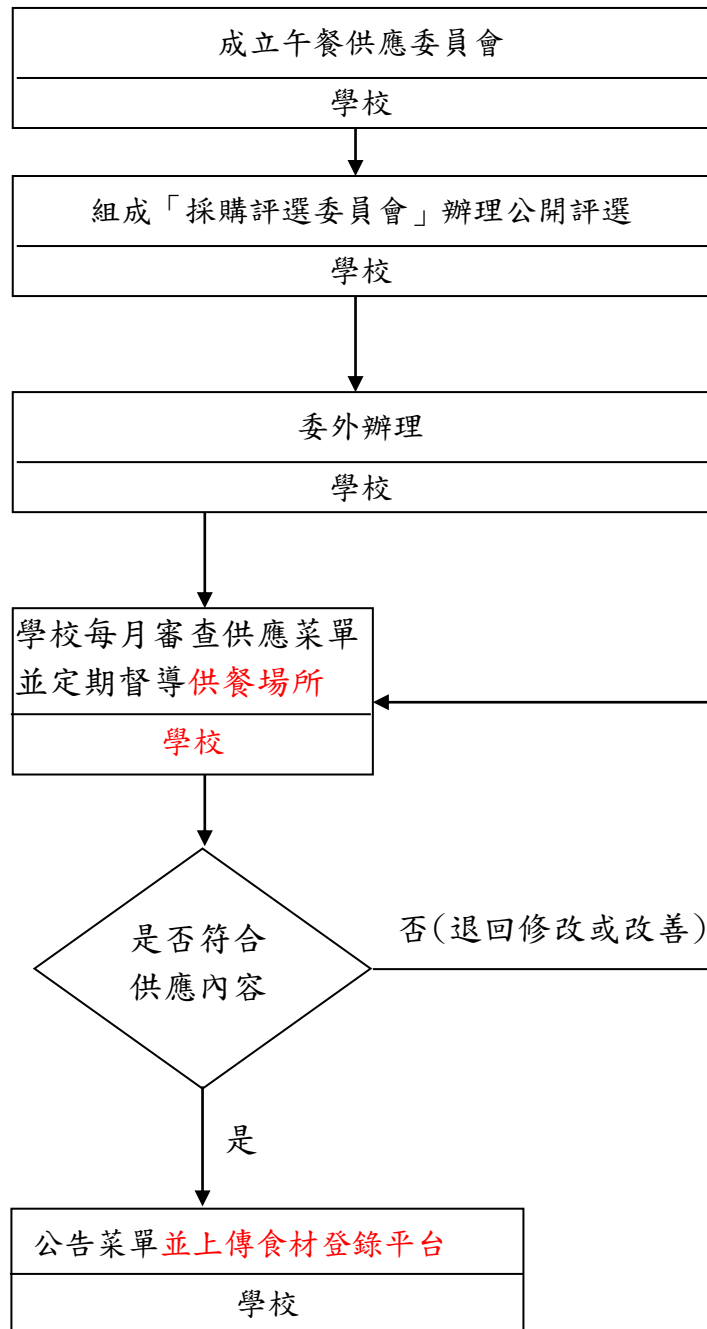 成立午餐供應委員會
學校
組成「採購評選委員會」辦理公開評選
學校
委外辦理
學校
學校每月審查供應菜單
並定期督導供餐場所
學校
是否符合
供應內容
否(退回修改或改善)
是
公告菜單並上傳食材登錄平台
學校